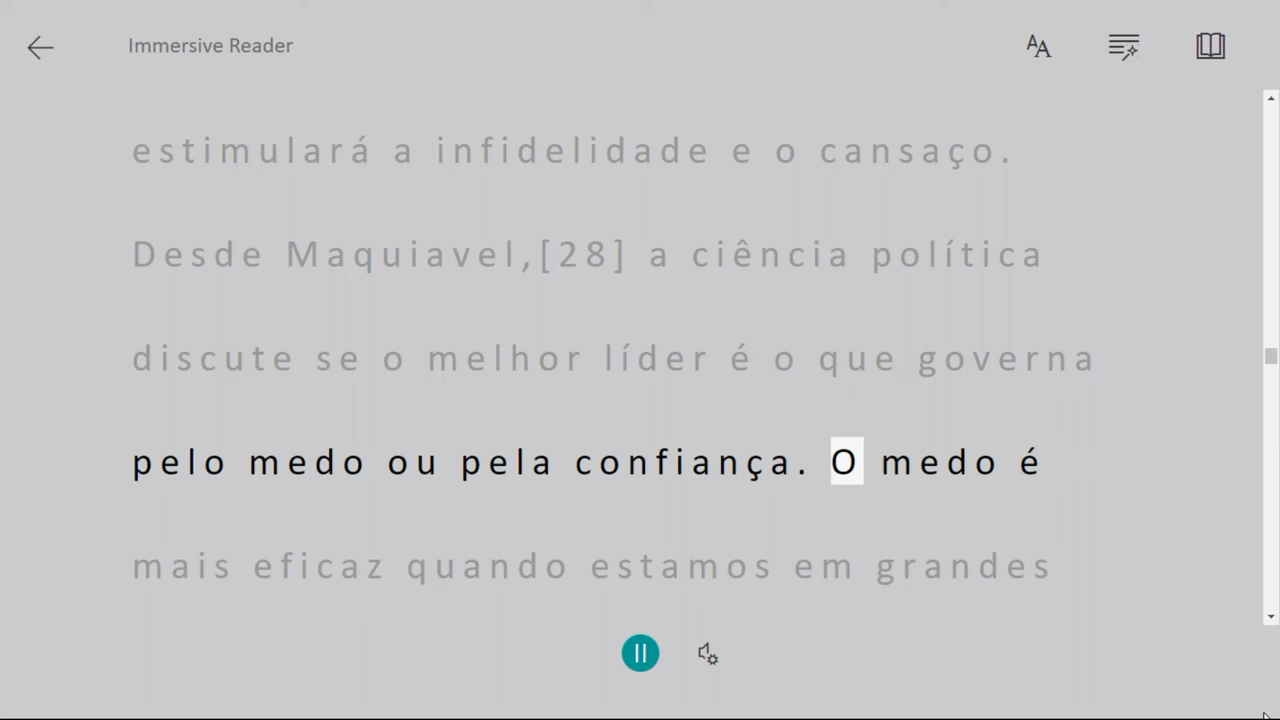 Immersive Reader
estimulará a infidelidade e o cansaço.
Desde Maquiavel,[28] a ciência política
discute se o melhor líder é o que governa
pelo medo ou pela confiança. O medo é
mais eficaz quando estamos em grandes